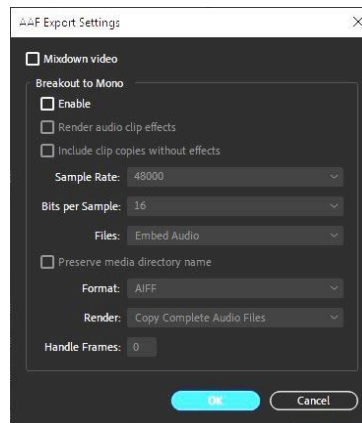 AAF Export Settings
Mixdown video
Breakout to Mono
Enable
Render audio clip effects
Include clip copies without effects
Sample Rate: 48000
Bits per Sample: 16
Files: Embed Audio
Preserve media directory name
Format: AIFF
Render: Copy Complete Audio Files
Handle Frames: 0
OK Cancel